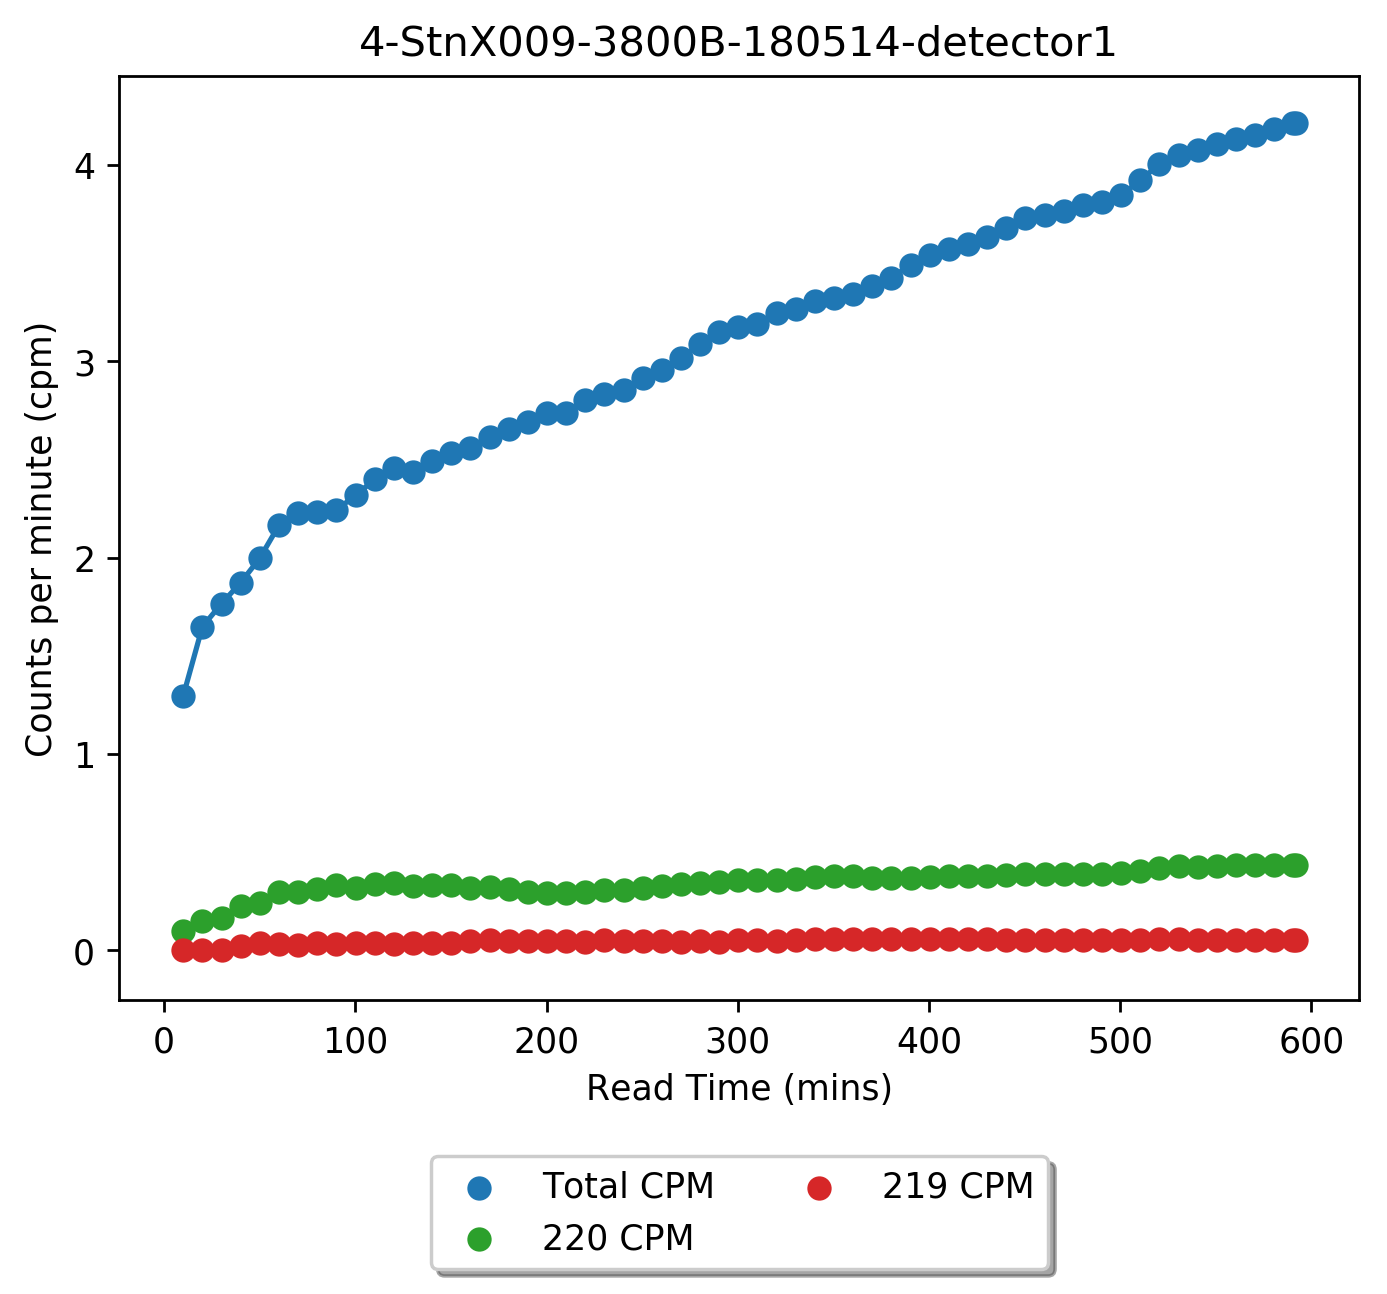 4-StnX009-3800B-180514-detector1
Counts per minute (cpm)
4
3
2
1
0
0 100 200 300 400 500 600
Read Time (mins)
Total CPM 219 CPM
220 CPM